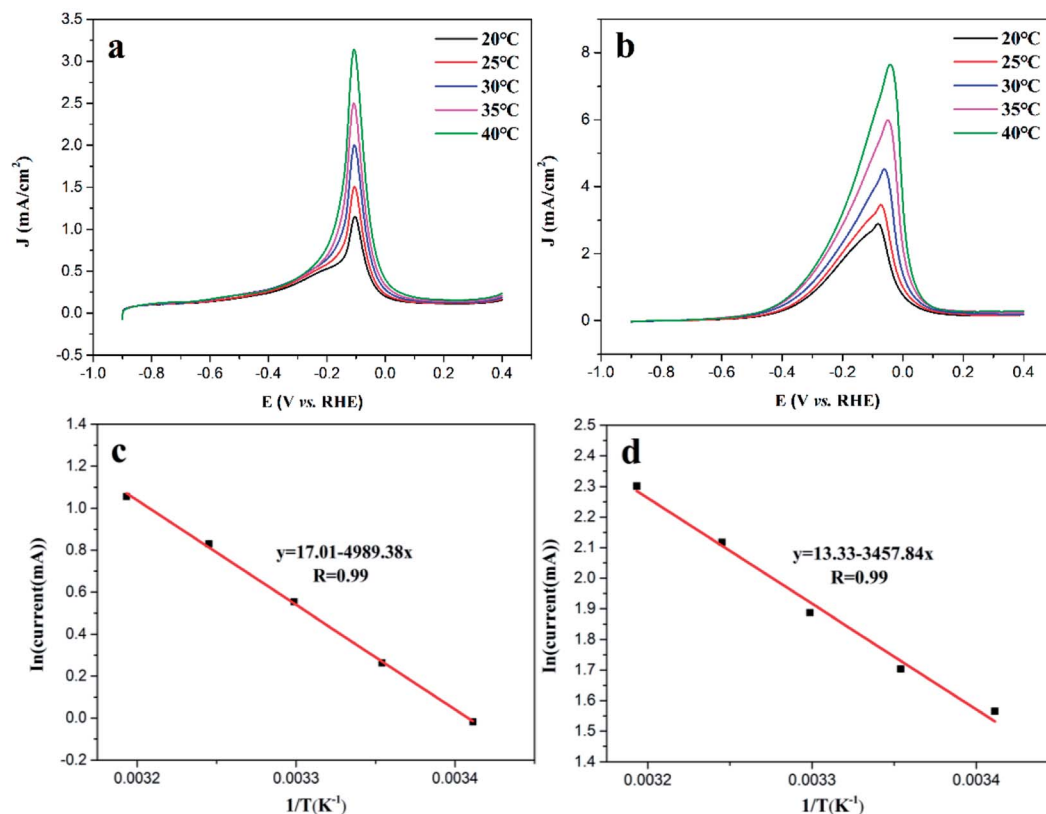 a
20°C
25°C
30°C
35°C
40°C
3.5
3.0
2.5
2.0
1.5
1.0
0.5
0.0
-0.5
J (mA/cm²)
-1.0 -0.8 -0.6 -0.4 -0.2 0.0 0.2 0.4
E (V vs. RHE)
b
20°C
25°C
30°C
35°C
40°C
8
6
4
2
0
J (mA/cm²)
-1.0 -0.8 -0.6 -0.4 -0.2 0.0 0.2 0.4
E (V vs. RHE)
c
y=17.01-4989.38x
R=0.99
1.4
1.2
1.0
0.8
0.6
0.4
0.2
0.0
-0.2
In(current(mA))
0.0032 0.0033 0.0034
1/T(K⁻¹)
d
y=13.33-3457.84x
R=0.99
2.5
2.4
2.3
2.2
2.1
2.0
1.9
1.8
1.7
1.6
1.5
1.4
In(current(mA))
0.0032 0.0033 0.0034
1/T(K⁻¹)